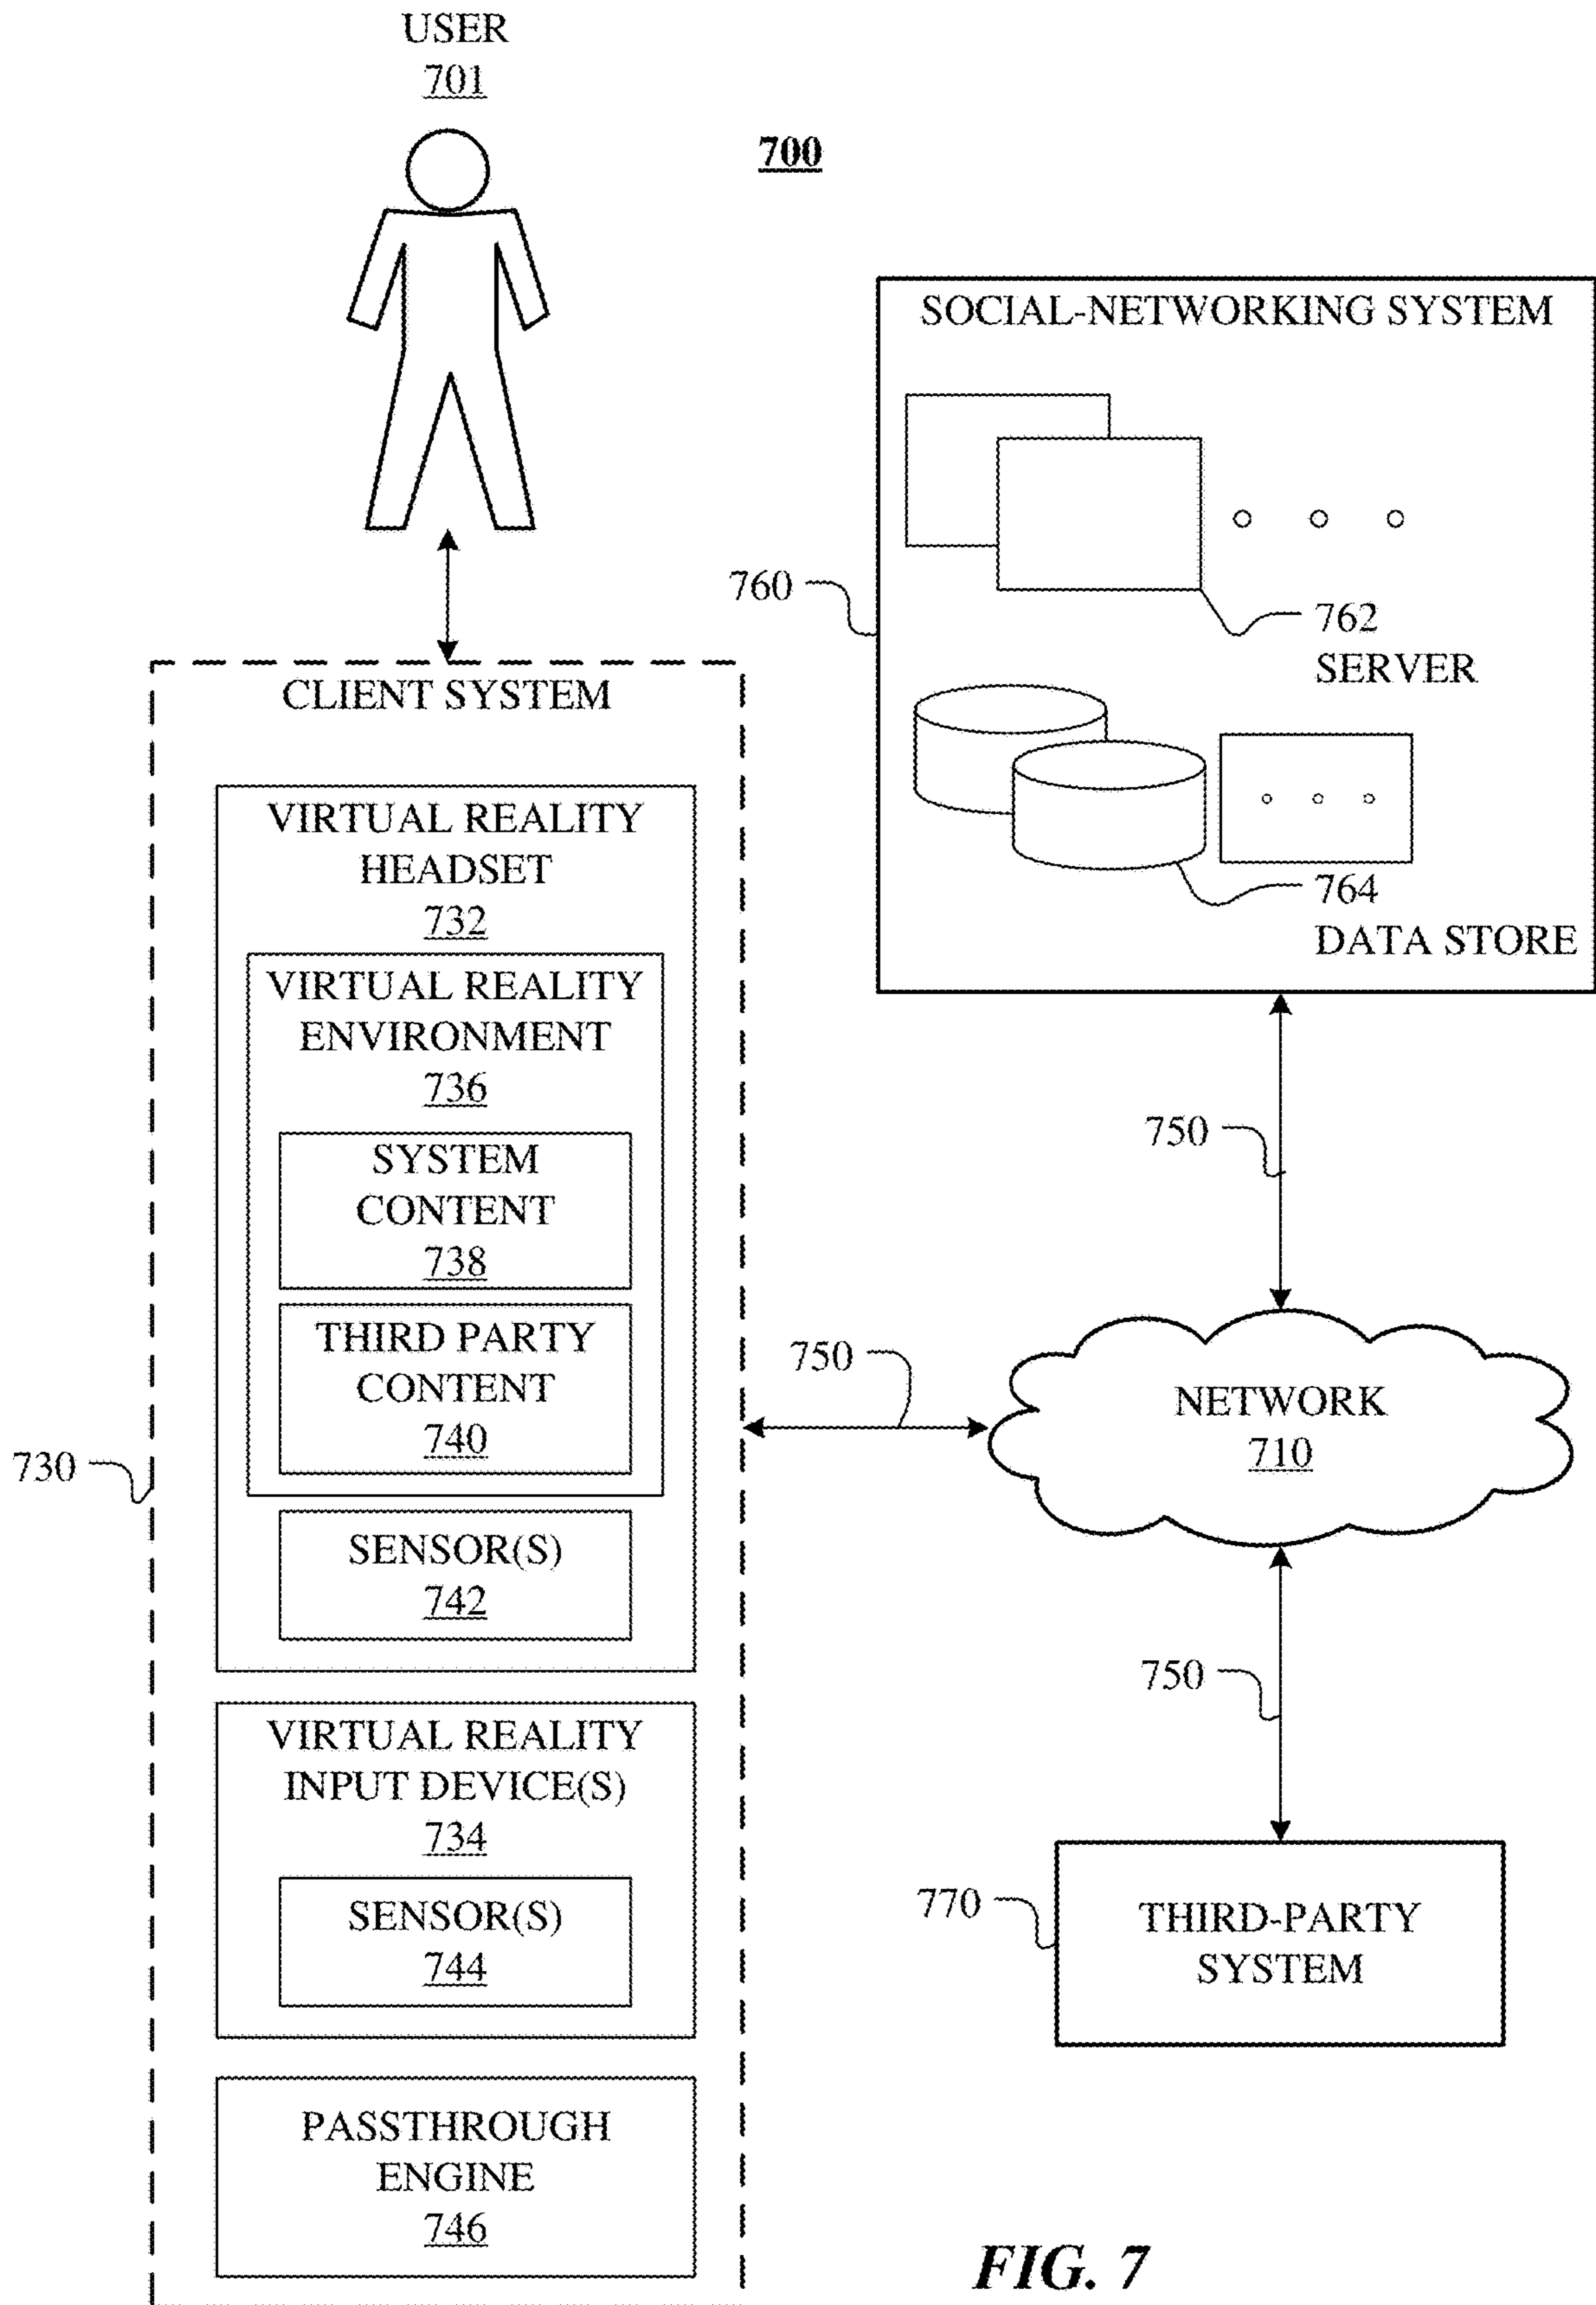 USER
701
700
SOCIAL-NETWORKING SYSTEM
760
762
SERVER
764
DATA STORE
CLIENT SYSTEM
VIRTUAL REALITY
HEADSET
732
VIRTUAL REALITY
ENVIRONMENT
736
SYSTEM
CONTENT
738
THIRD PARTY
CONTENT
740
SENSOR(S)
742
730
VIRTUAL REALITY
INPUT DEVICE(S)
734
SENSOR(S)
744
PASSTHROUGH
ENGINE
746
750
750
NETWORK
710
750
770
THIRD-PARTY
SYSTEM
FIG. 7